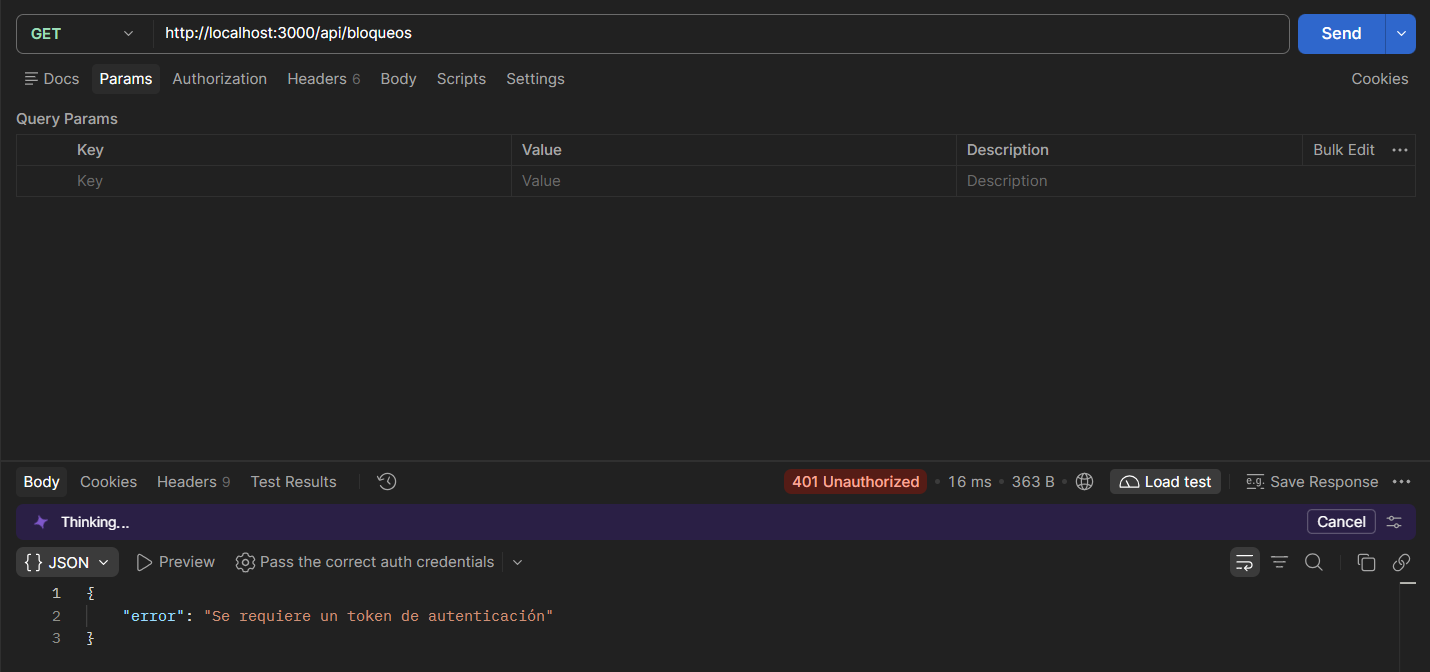 GET http://localhost:3000/api/bloqueos Send
Docs Params Authorization Headers 6 Body Scripts Settings Cookies
Query Params
Key Value Description Bulk Edit
Key Value Description
Body Cookies Headers 9 Test Results 401 Unauthorized • 16 ms • 363 B • Load test e.g. Save Response
Thinking... Cancel
{} JSON Preview Pass the correct auth credentials
1 {
2 "error": "Se requiere un token de autenticación"
3 }